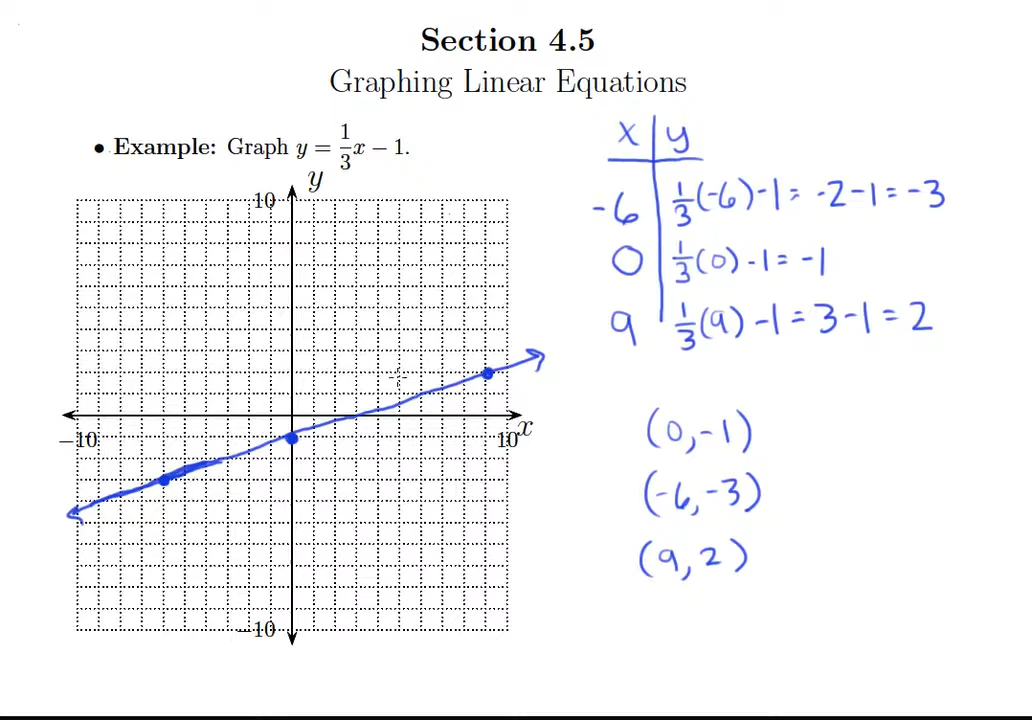 Section 4.5
Graphing Linear Equations
• Example: Graph y = 1/3 x − 1.
x | y
-6 | 1/3(-6)-1 = -2-1 = -3
0 | 1/3(0)-1 = -1
9 | 1/3(9)-1 = 3-1 = 2
y
10
−10
10
x
−10
(0,-1)
(-6,-3)
(9,2)